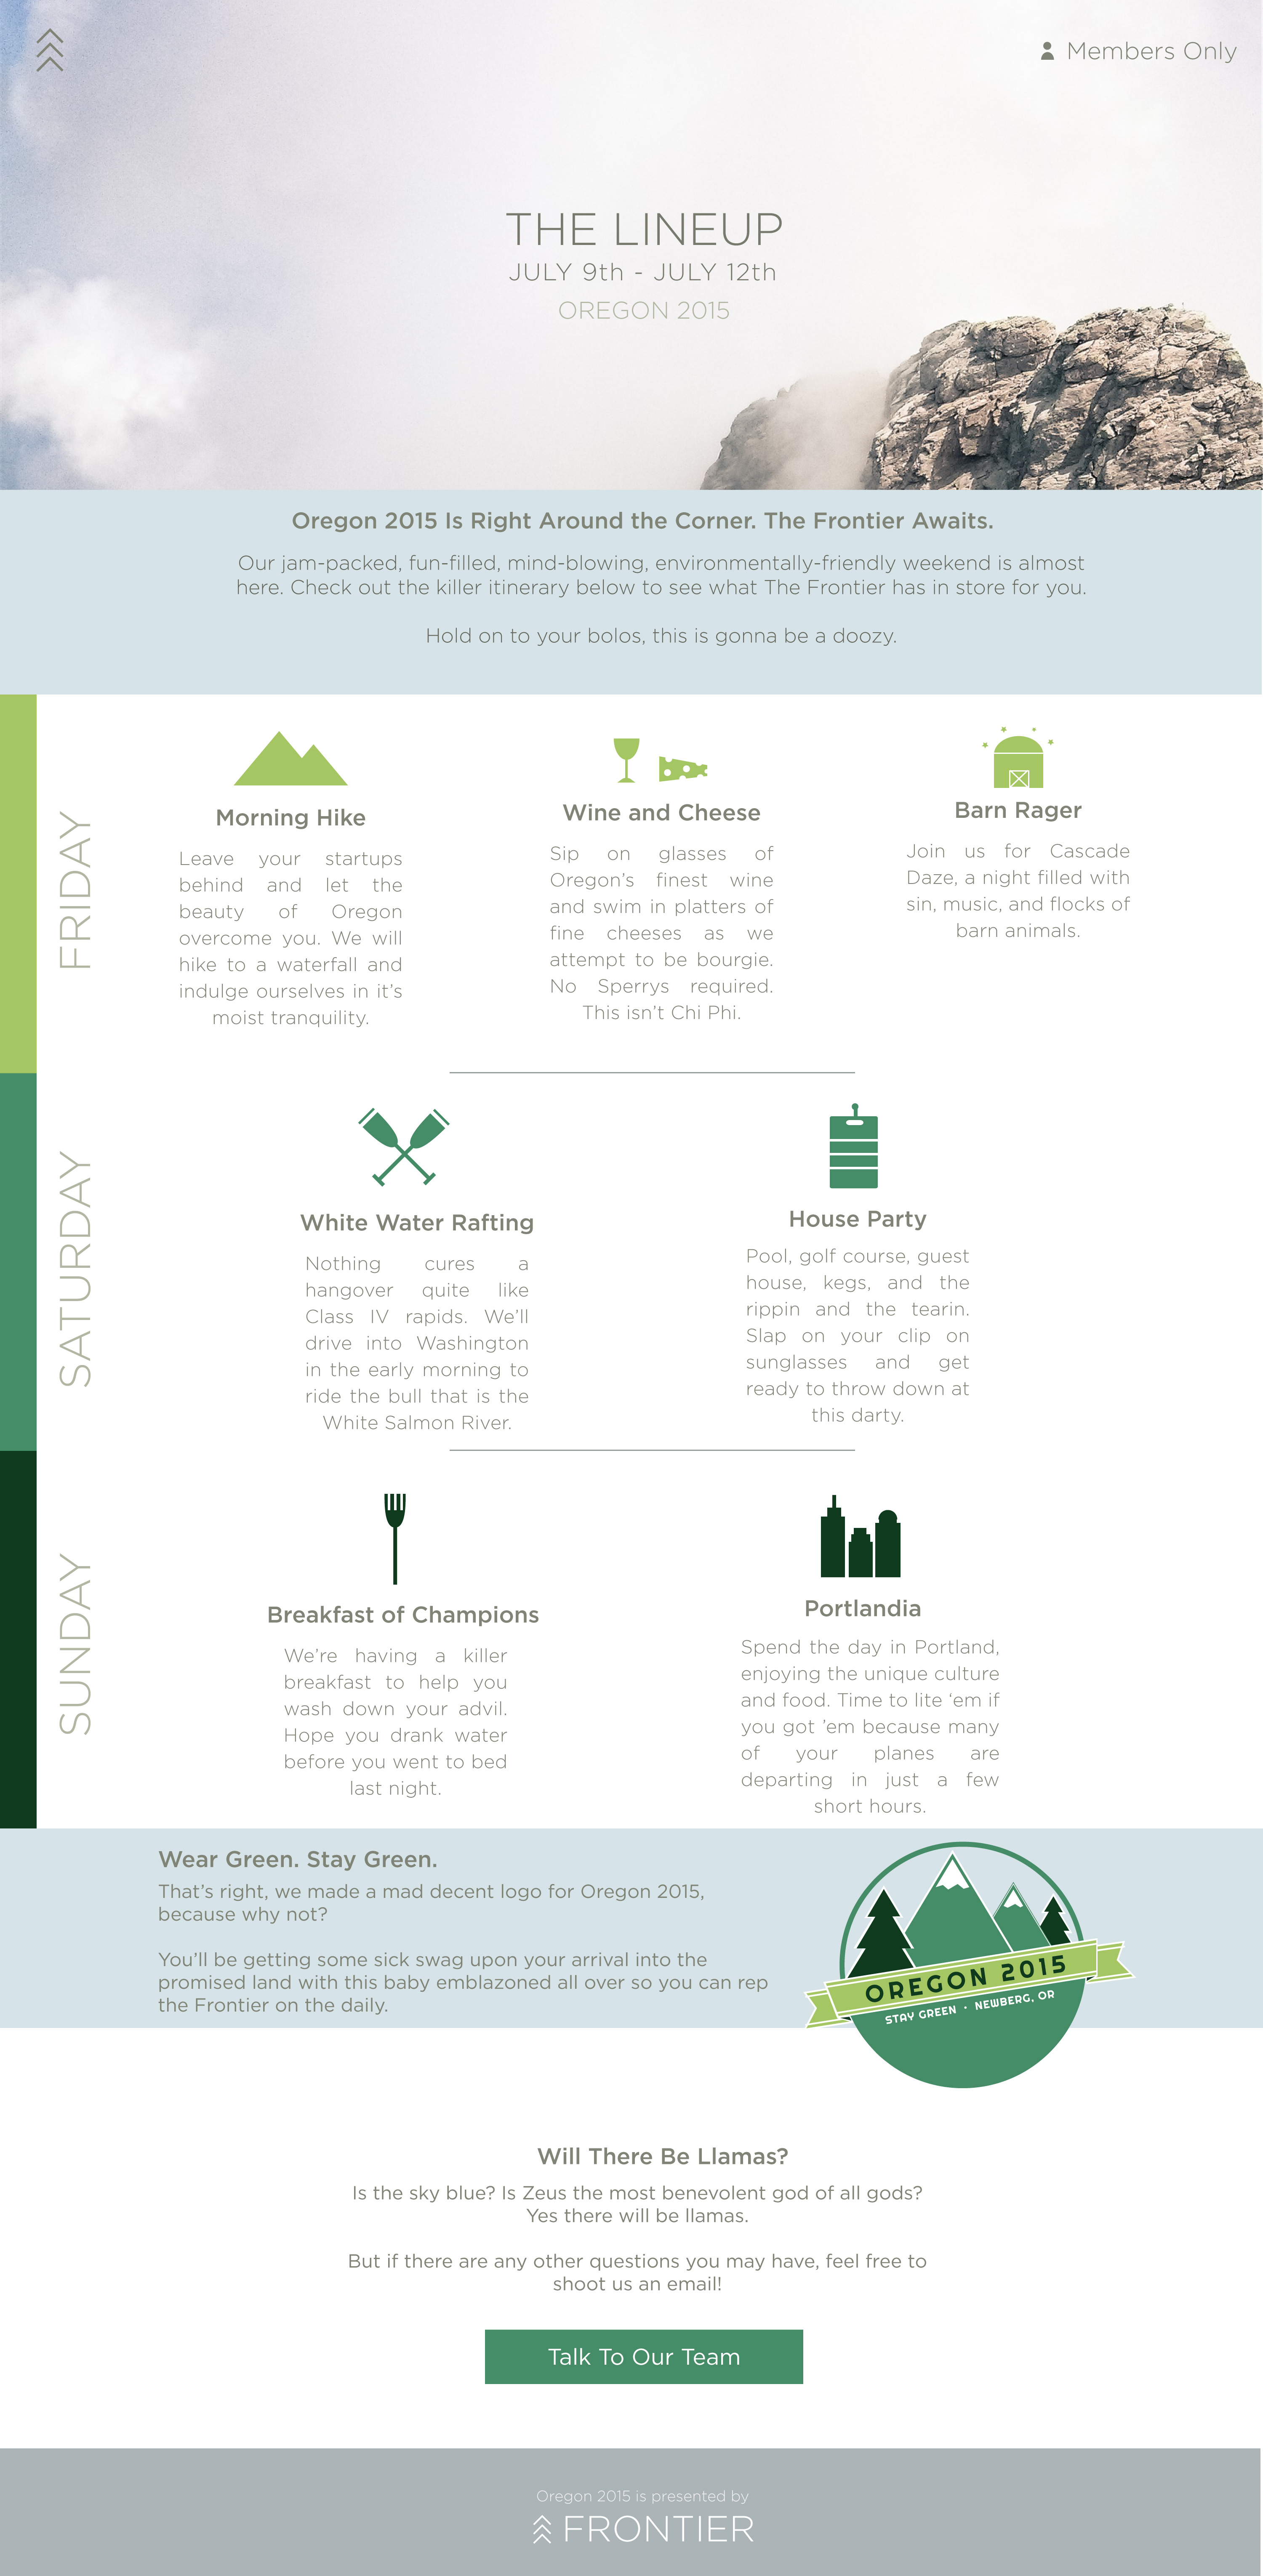 Members Only
THE LINEUP
JULY 9th - JULY 12th
OREGON 2015
Oregon 2015 Is Right Around the Corner. The Frontier Awaits.
Our jam-packed, fun-filled, mind-blowing, environmentally-friendly weekend is almost
here. Check out the killer itinerary below to see what The Frontier has in store for you.
Hold on to your bolos, this is gonna be a doozy.
FRIDAY
Morning Hike
Leave your startups
behind and let the
beauty of Oregon
overcome you. We will
hike to a waterfall and
indulge ourselves in it’s
moist tranquility.
Wine and Cheese
Sip on glasses of
Oregon’s finest wine
and swim in platters of
fine cheeses as we
attempt to be bourgie.
No Sperrys required.
This isn’t Chi Phi.
Barn Rager
Join us for Cascade
Daze, a night filled with
sin, music, and flocks of
barn animals.
SATURDAY
White Water Rafting
Nothing cures a
hangover quite like
Class IV rapids. We’ll
drive into Washington
in the early morning to
ride the bull that is the
White Salmon River.
House Party
Pool, golf course, guest
house, kegs, and the
rippin and the tearin.
Slap on your clip on
sunglasses and get
ready to throw down at
this darty.
SUNDAY
Breakfast of Champions
We’re having a killer
breakfast to help you
wash down your advil.
Hope you drank water
before you went to bed
last night.
Portlandia
Spend the day in Portland,
enjoying the unique culture
and food. Time to lite ‘em if
you got ’em because many
of your planes are
departing in just a few
short hours.
Wear Green. Stay Green.
That’s right, we made a mad decent logo for Oregon 2015,
because why not?
You’ll be getting some sick swag upon your arrival into the
promised land with this baby emblazoned all over so you can rep
the Frontier on the daily.
OREGON 2015
STAY GREEN · NEWBERG, OR
Will There Be Llamas?
Is the sky blue? Is Zeus the most benevolent god of all gods?
Yes there will be llamas.
But if there are any other questions you may have, feel free to
shoot us an email!
Talk To Our Team
Oregon 2015 is presented by
FRONTIER